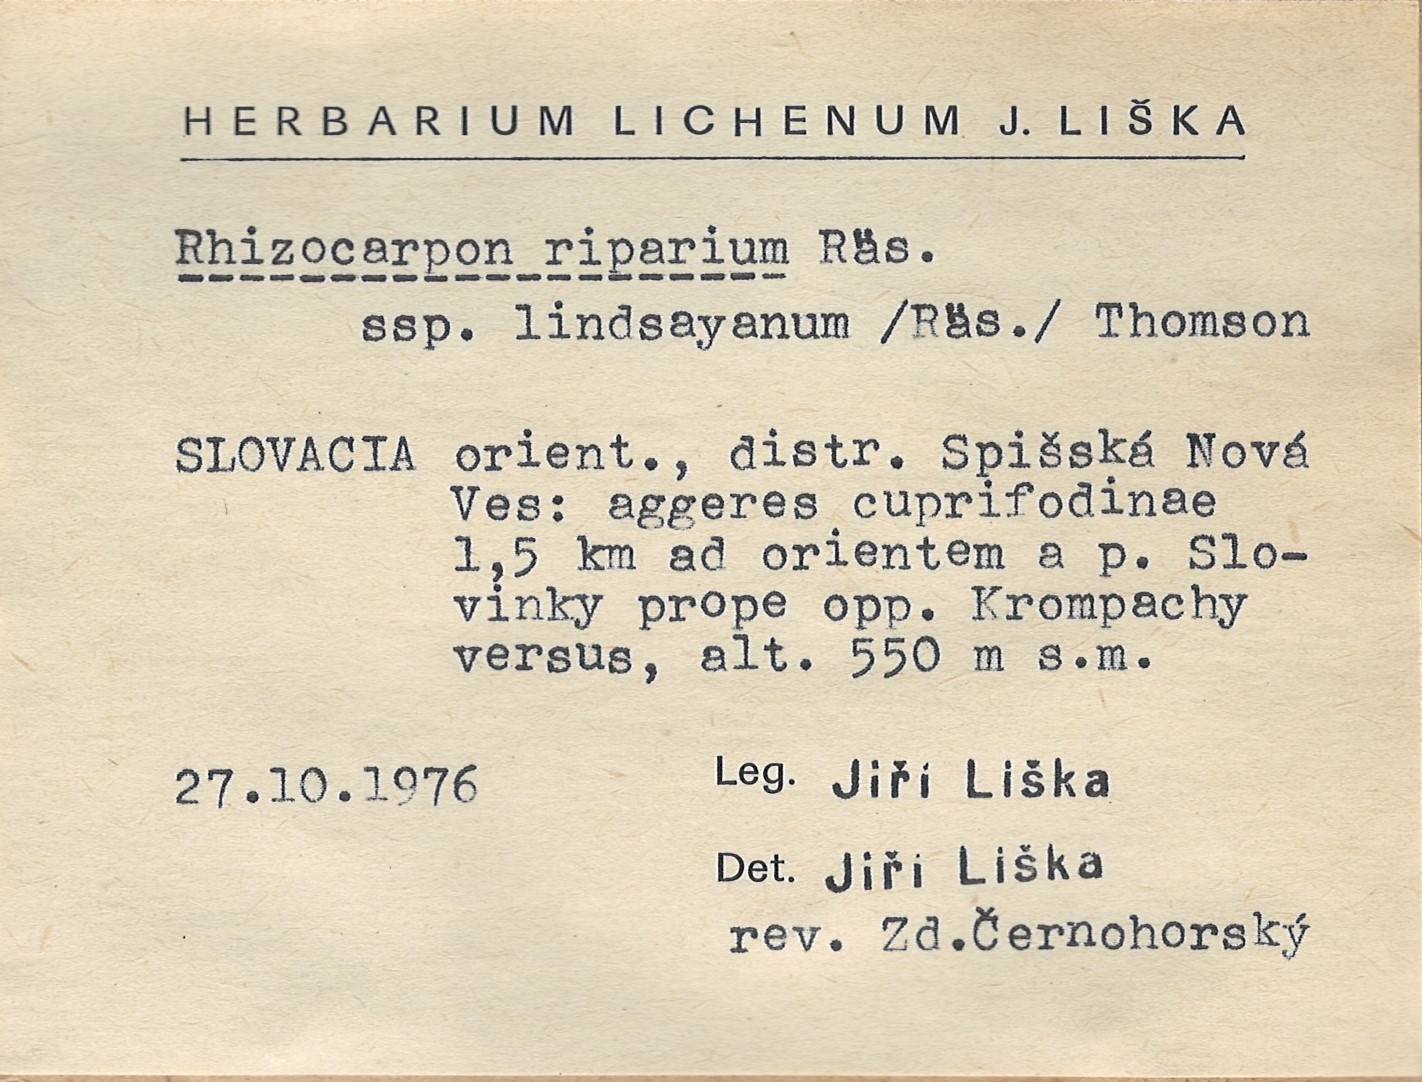 HERBARIUM LICHENUM J. LIŠKA
Rhizocarpon riparium Räs.
ssp. lindsayanum /Räs./ Thomson
SLOVACIA orient., distr. Spišská Nová
Ves: aggeres cuprifodinae
1,5 km ad orientem a p. Slo-
vinky prope opp. Krompachy
versus, alt. 550 m s.m.
27.10.1976 Leg. Jiří Liška
Det. Jiří Liška
rev. Zd.Černohorský